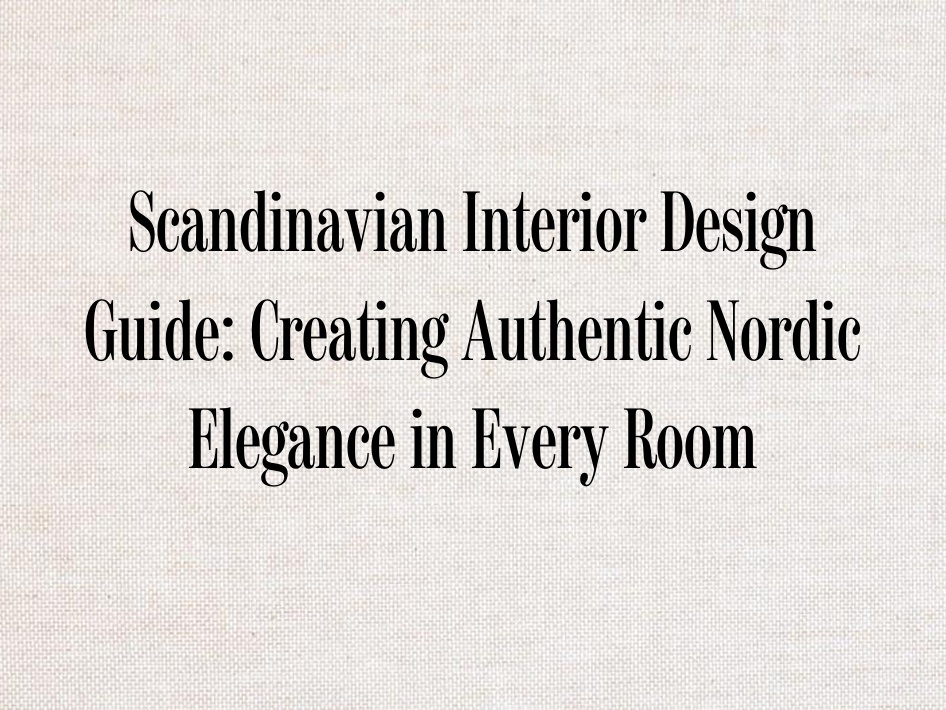 Scandinavian Interior Design
Guide: Creating Authentic Nordic
Elegance in Every Room